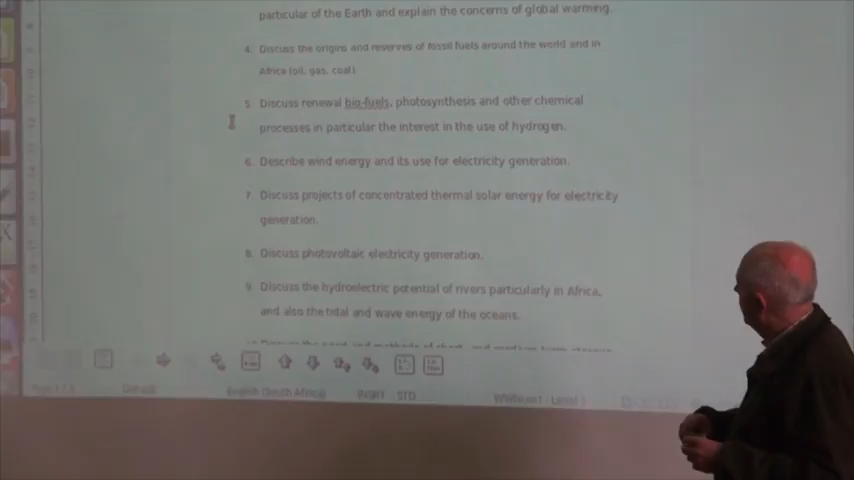 particular of the Earth and explain the concerns of global warming.
4. Discuss the origins and reserves of fossil fuels around the world and in
Africa (oil, gas, coal)
5. Discuss renewal bio-fuels, photosynthesis and other chemical
processes in particular the interest in the use of hydrogen.
6. Describe wind energy and its use for electricity generation.
7. Discuss projects of concentrated thermal solar energy for electricity
generation.
8. Discuss photovoltaic electricity generation.
9. Discuss the hydroelectric potential of rivers particularly in Africa,
and also the tidal and wave energy of the oceans.
Default English (South Africa) INSRT STD